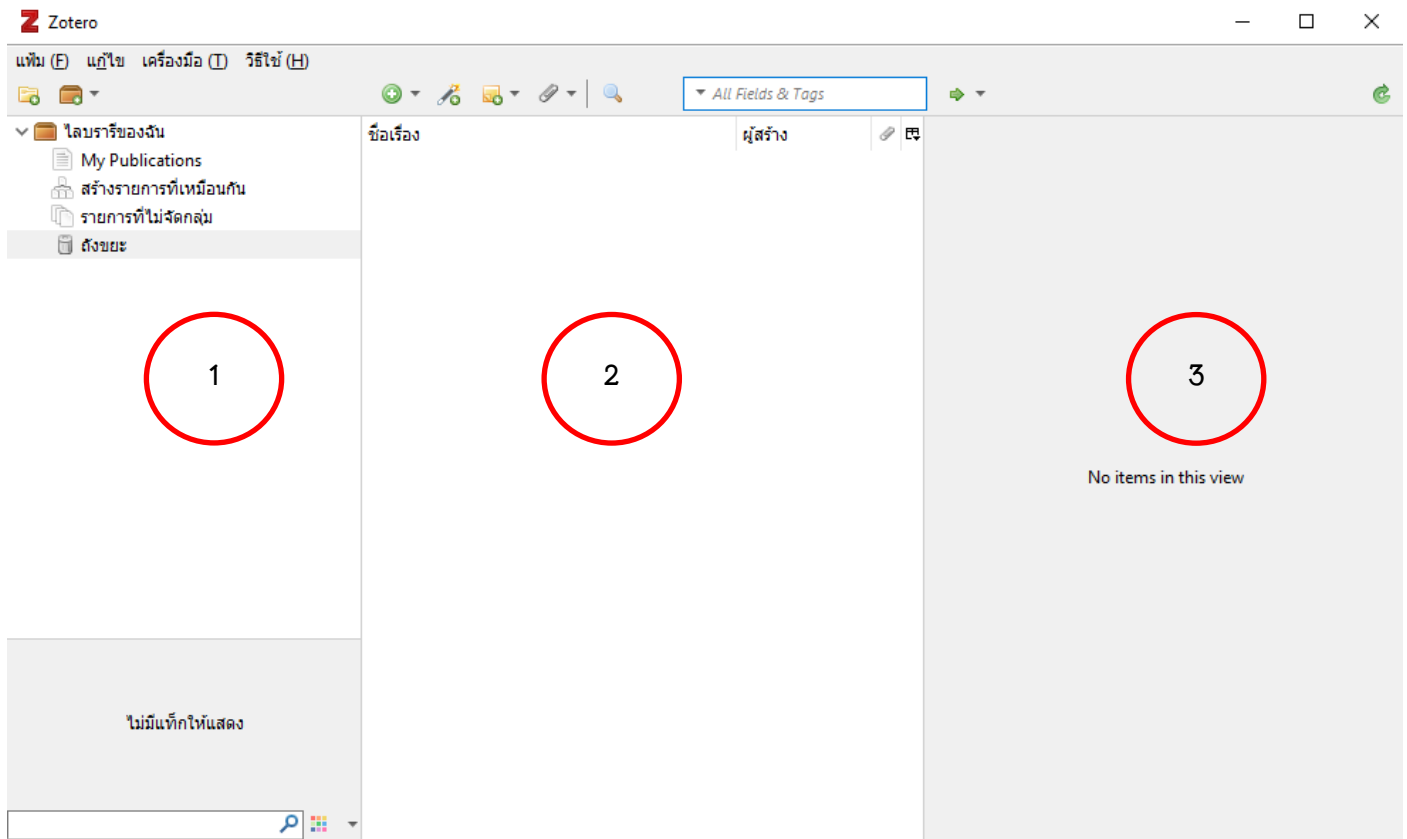 Zotero
แฟ้ม (F) แก้ไข เครื่องมือ (T) วิธีใช้ (H)
All Fields & Tags
ไลบรารีของฉัน
My Publications
สร้างรายการที่เหมือนกัน
รายการที่ไม่จัดกลุ่ม
ถังขยะ
ชื่อเรื่อง ผู้สร้าง
1
2
3
No items in this view
ไม่มีแท็กให้แสดง